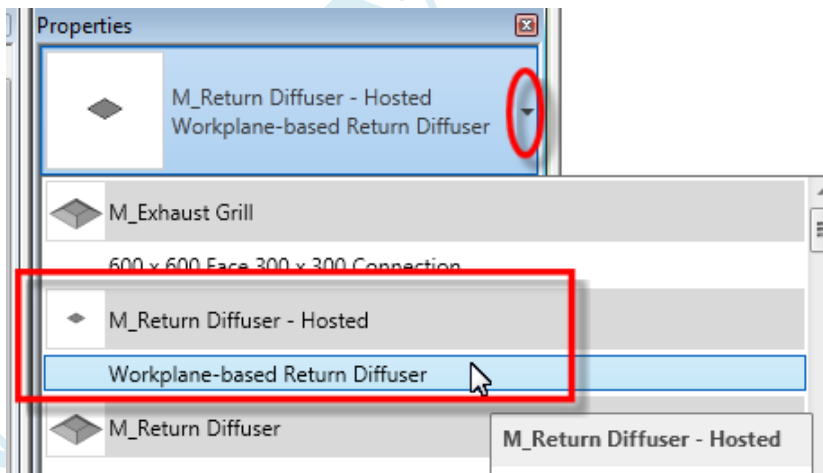 Properties
M_Return Diffuser - Hosted
Workplane-based Return Diffuser
M_Exhaust Grill
600 x 600 Face 300 x 300 Connection
M_Return Diffuser - Hosted
Workplane-based Return Diffuser
M_Return Diffuser
M_Return Diffuser - Hosted